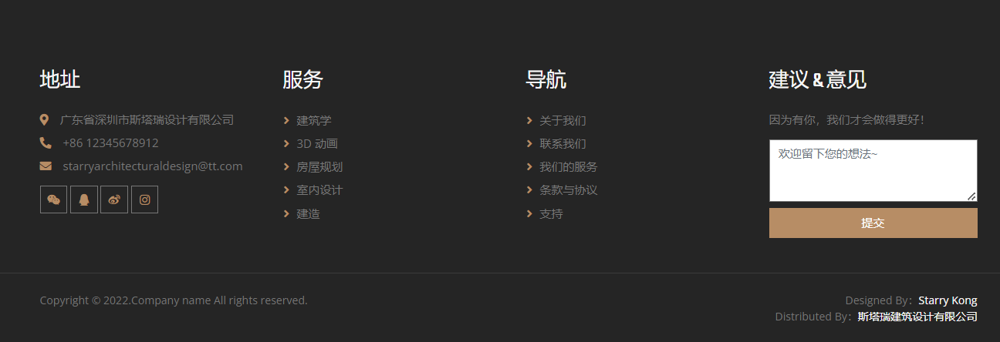 地址
广东省深圳市斯塔瑞设计有限公司
+86 12345678912
starryarchitecturaldesign@tt.com
服务
建筑学
3D 动画
房屋规划
室内设计
建造
导航
关于我们
联系我们
我们的服务
条款与协议
支持
建议 & 意见
因为有你，我们才会做得更好！
欢迎留下您的想法~
提交
Copyright © 2022.Company name All rights reserved.
Designed By：Starry Kong
Distributed By：斯塔瑞建筑设计有限公司